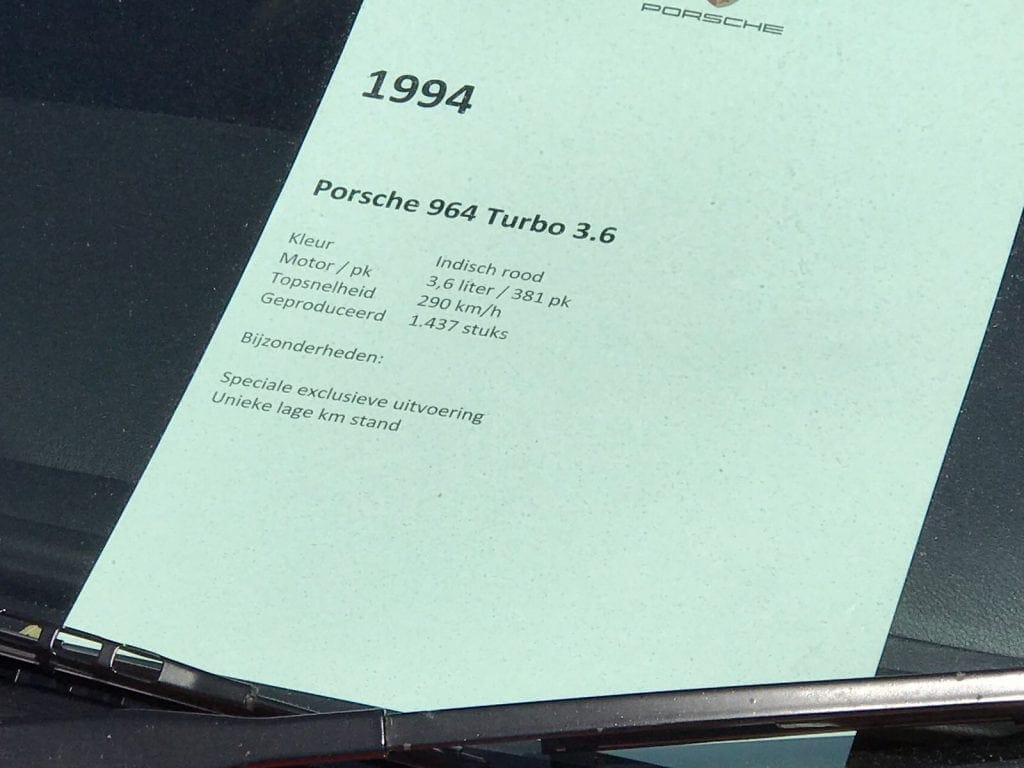 PORSCHE
1994
Porsche 964 Turbo 3.6
Kleur Indisch rood
Motor / pk 3,6 liter / 381 pk
Topsnelheid 290 km/h
Geproduceerd 1.437 stuks
Bijzonderheden:
Speciale exclusieve uitvoering
Unieke lage km stand